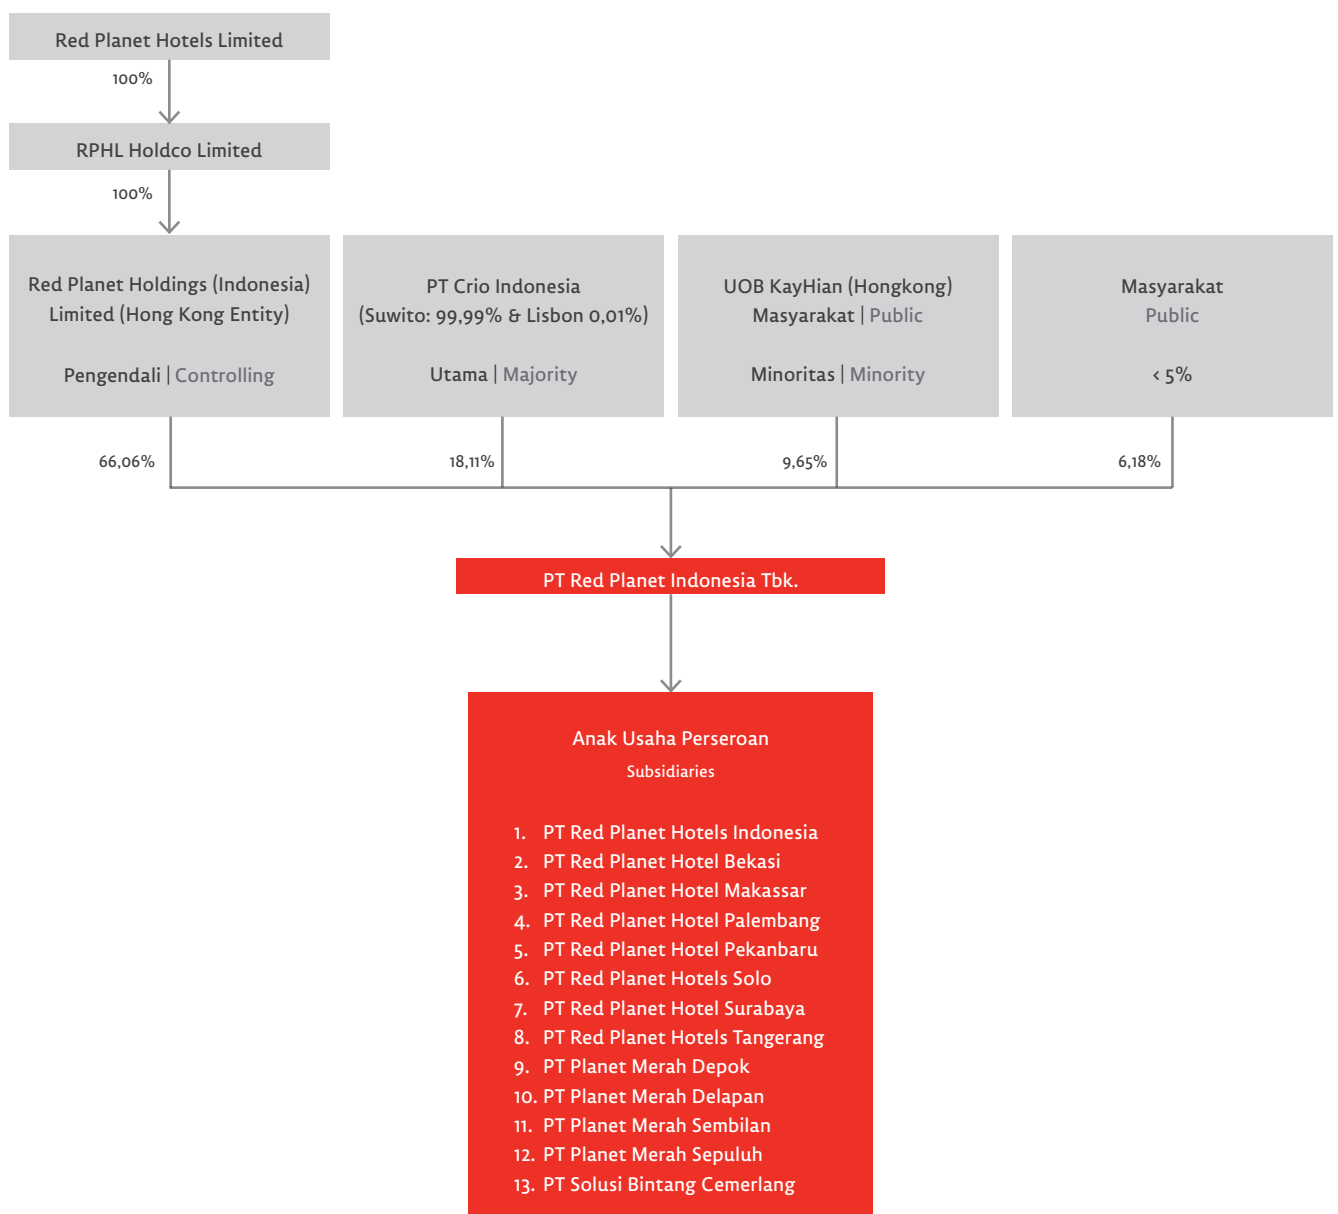 Red Planet Hotels Limited
100%
RPHL Holdco Limited
100%
Red Planet Holdings (Indonesia)
Limited (Hong Kong Entity)
Pengendali | Controlling
PT Crio Indonesia
(Suwito: 99,99% & Lisbon 0,01%)
Utama | Majority
UOB KayHian (Hongkong)
Masyarakat | Public
Minoritas | Minority
Masyarakat
Public
< 5%
66,06%
18,11%
9,65%
6,18%
PT Red Planet Indonesia Tbk.
Anak Usaha Perseroan
Subsidiaries
1. PT Red Planet Hotels Indonesia
2. PT Red Planet Hotel Bekasi
3. PT Red Planet Hotel Makassar
4. PT Red Planet Hotel Palembang
5. PT Red Planet Hotel Pekanbaru
6. PT Red Planet Hotels Solo
7. PT Red Planet Hotel Surabaya
8. PT Red Planet Hotels Tangerang
9. PT Planet Merah Depok
10. PT Planet Merah Delapan
11. PT Planet Merah Sembilan
12. PT Planet Merah Sepuluh
13. PT Solusi Bintang Cemerlang